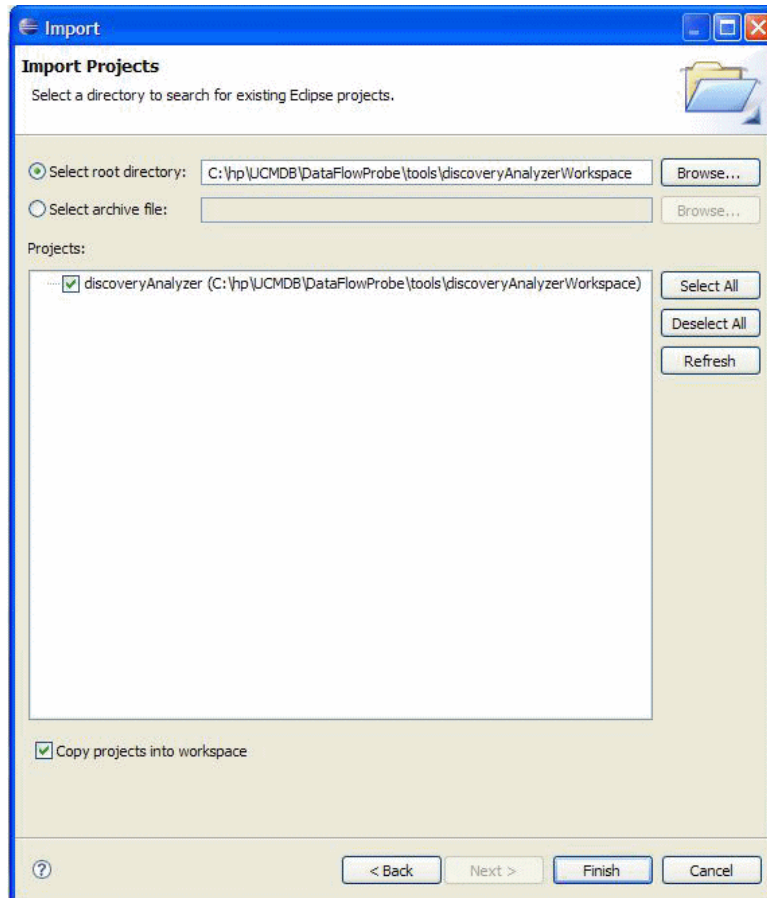 Import
Import Projects
Select a directory to search for existing Eclipse projects.
Select root directory: C:\hp\UCMDB\DataFlowProbe\tools\discoveryAnalyzerWorkspace Browse...
Select archive file: Browse...
Projects:
discoveryAnalyzer (C:\hp\UCMDB\DataFlowProbe\tools\discoveryAnalyzerWorkspace) Select All
Deselect All
Refresh
Copy projects into workspace
? < Back Next > Finish Cancel